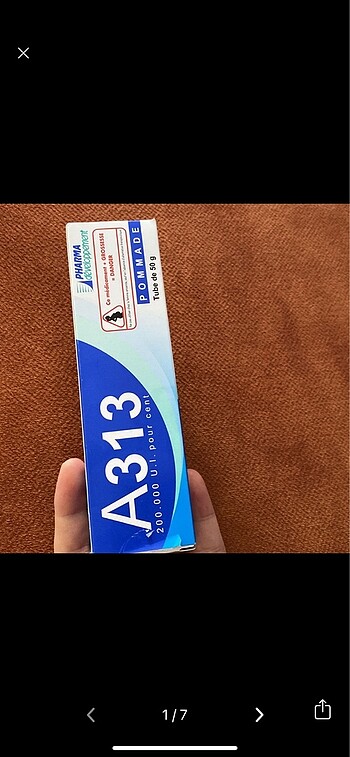 PHARMA
développement
Ce médicament + GROSSESSE
= DANGER
POMMADE
Tube de 50 g
A313
200.000 U.I. pour cent
1/7